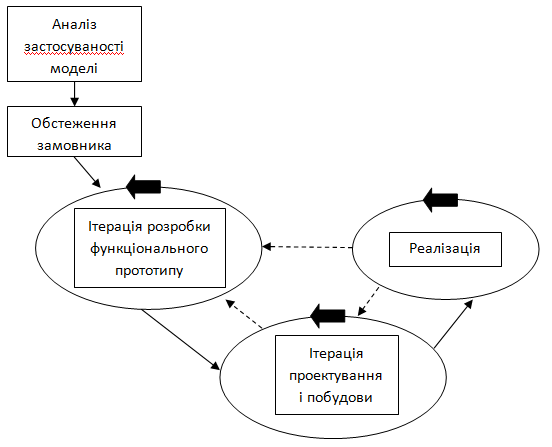 Аналіз
застосуваності
моделі
Обстеження
замовника
Ітерація розробки
функціонального
прототипу
Реалізація
Ітерація
проектування
і побудови